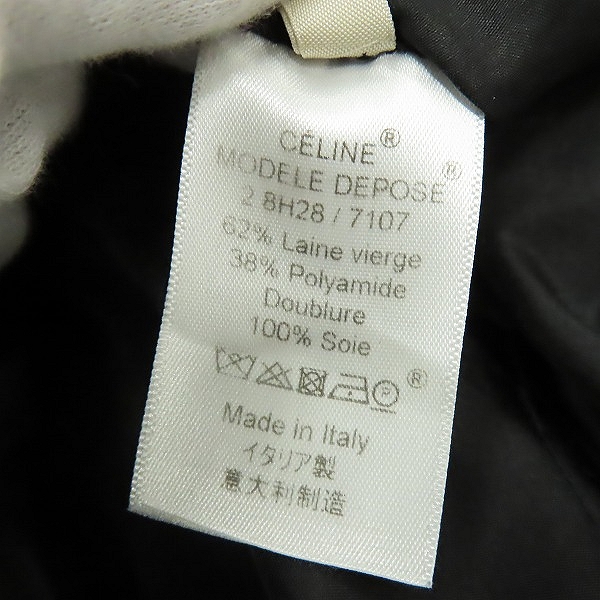 CÉLINE®
MODELE DEPOSE®
2 8H28 / 7107
62% Laine vierge
38% Polyamide
Doublure
100% Soie
P ®
Made in Italy
イタリア製
意大利制造